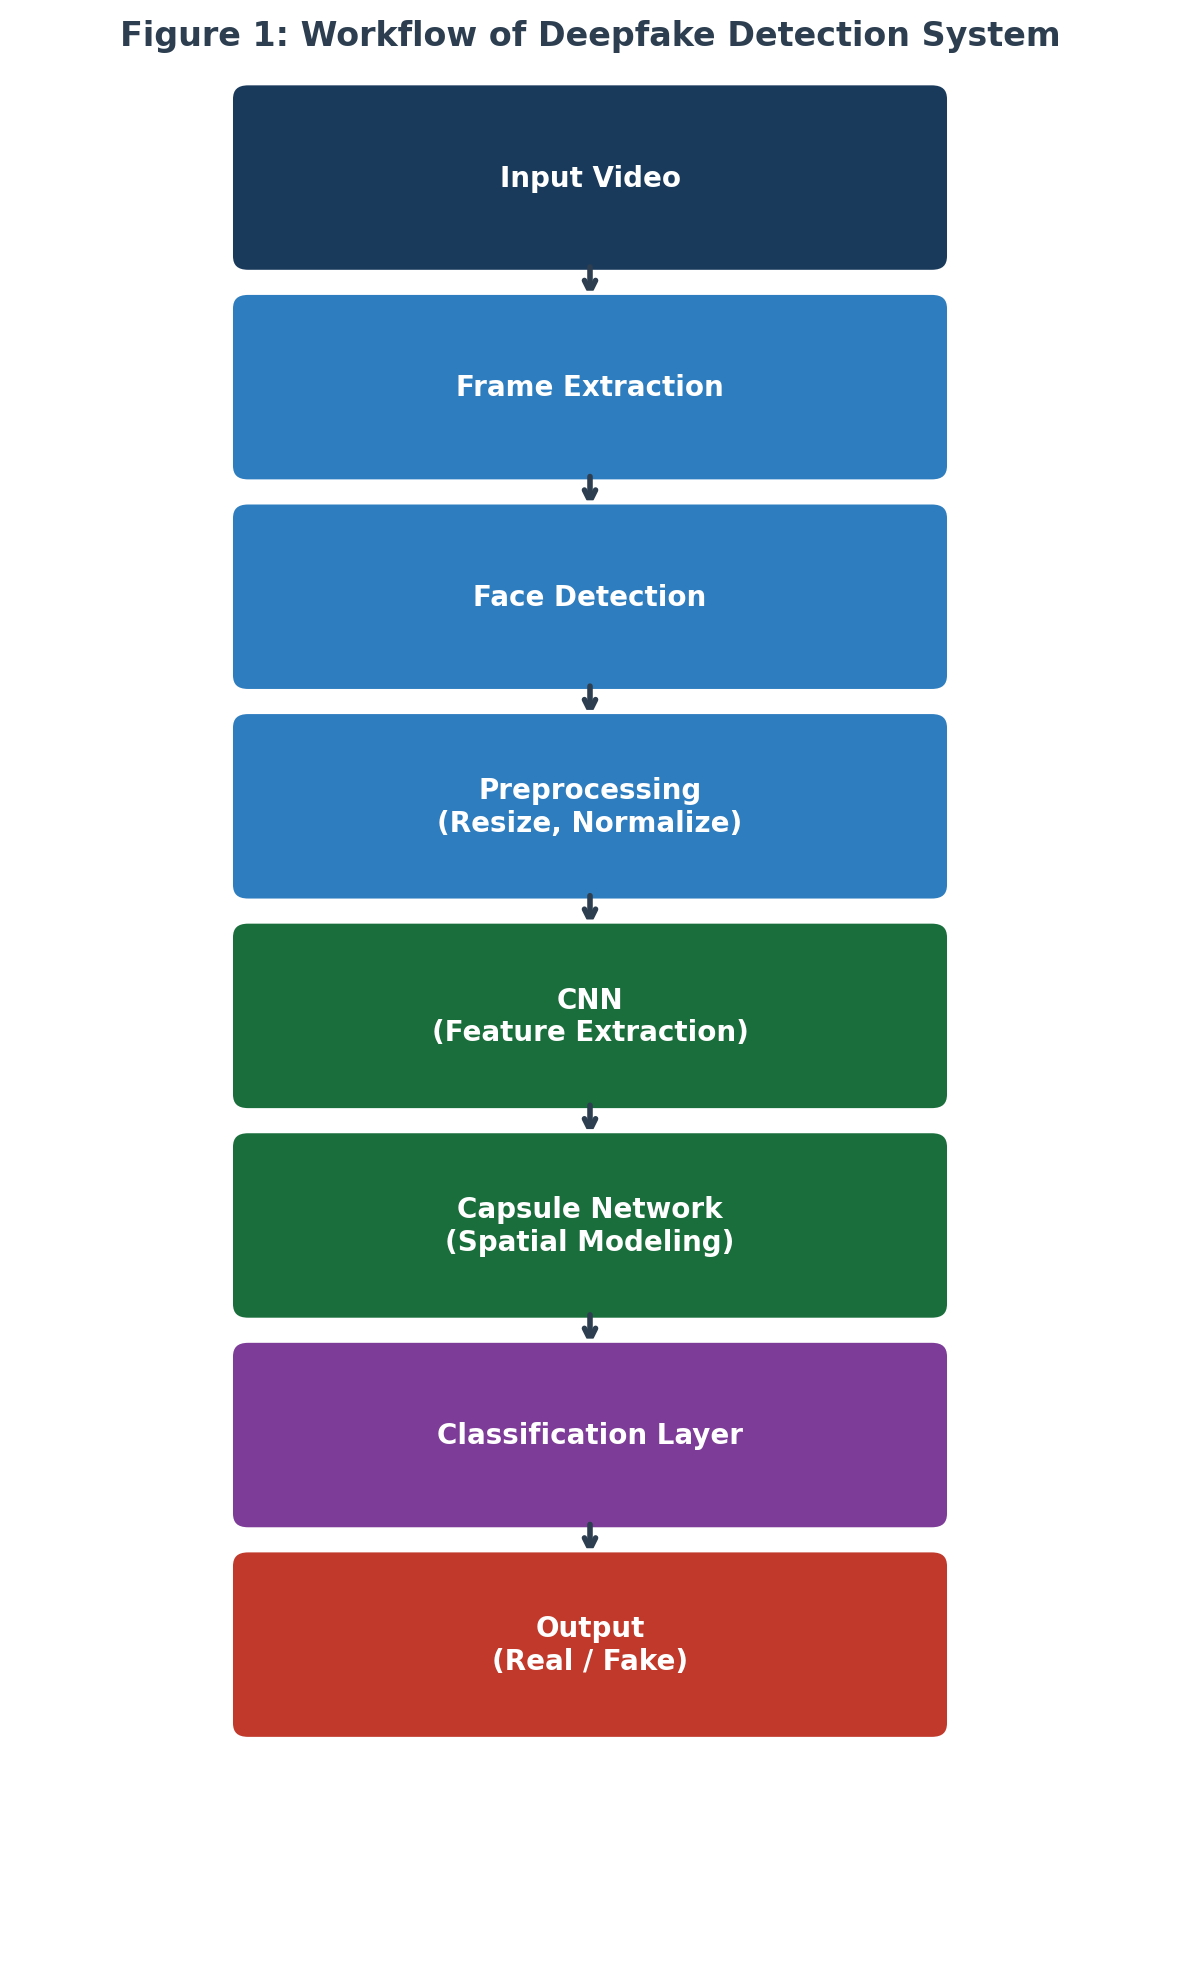 Figure 1: Workflow of Deepfake Detection System
Input Video
Frame Extraction
Face Detection
Preprocessing
(Resize, Normalize)
CNN
(Feature Extraction)
Capsule Network
(Spatial Modeling)
Classification Layer
Output
(Real / Fake)